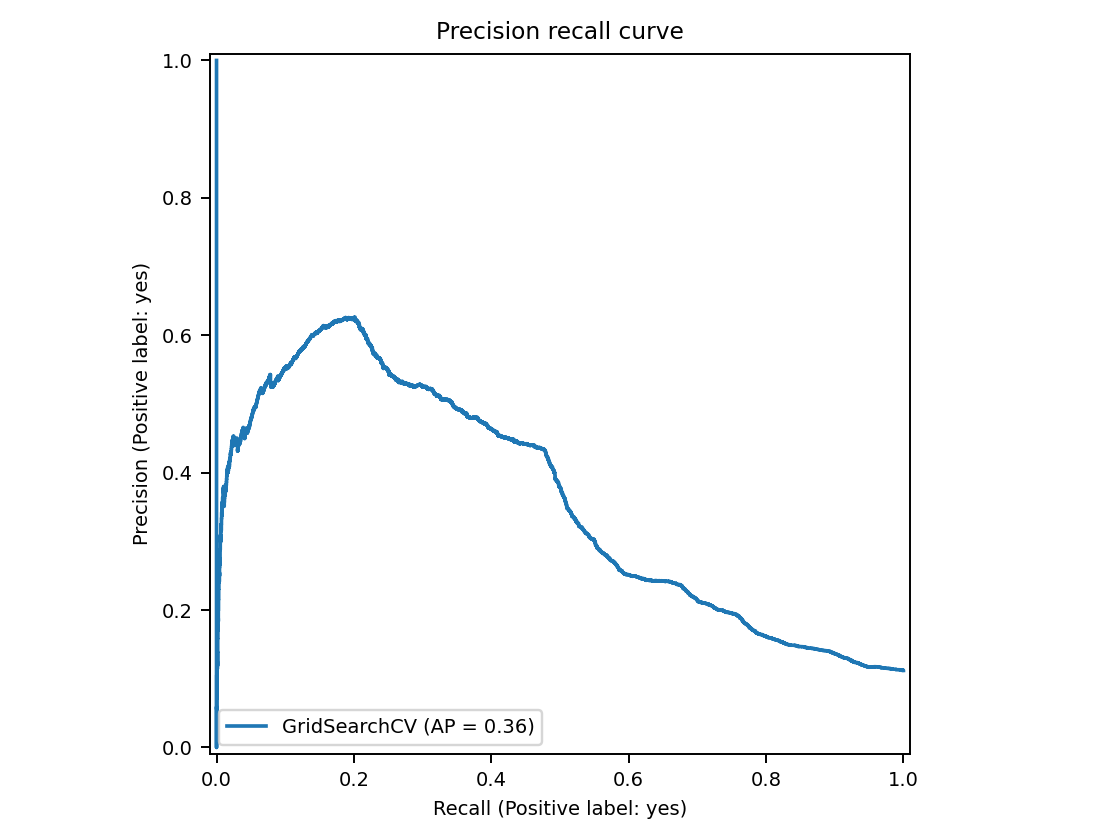 Precision recall curve
1.0
0.8
0.6
0.4
0.2
0.0
Precision (Positive label: yes)
GridSearchCV (AP = 0.36)
0.0 0.2 0.4 0.6 0.8 1.0
Recall (Positive label: yes)